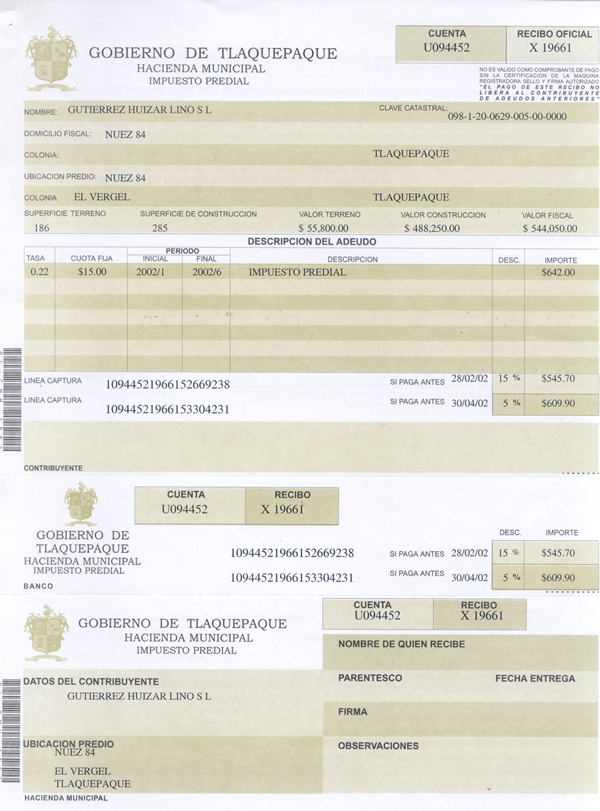 GOBIERNO DE TLAQUEPAQUE
HACIENDA MUNICIPAL
IMPUESTO PREDIAL
CUENTA RECIBO OFICIAL
U094452 X 19661
NO ES VALIDO COMO COMPROBANTE DE PAGO
SIN LA CERTIFICACION DE LA MAQUINA
REGISTRADORA SELLO Y FIRMA AUTORIZADO
"EL PAGO DE ESTE RECIBO NO
LIBERA AL CONTRIBUYENTE
DE ADEUDOS ANTERIORES"
NOMBRE: GUTIERREZ HUIZAR LINO S L CLAVE CATASTRAL:
098-1-20-0629-005-00-0000
DOMICILIO FISCAL: NUEZ 84
COLONIA: TLAQUEPAQUE
UBICACION PREDIO: NUEZ 84
COLONIA EL VERGEL TLAQUEPAQUE
SUPERFICIE TERRENO SUPERFICIE DE CONSTRUCCION VALOR TERRENO VALOR CONSTRUCCION VALOR FISCAL
186 285 $ 55,800.00 $ 488,250.00 $ 544,050.00
DESCRIPCION DEL ADEUDO
TASA CUOTA FIJA PERIODO INICIAL FINAL DESCRIPCION DESC. IMPORTE
0.22 $15.00 2002/1 2002/6 IMPUESTO PREDIAL $642.00
LINEA CAPTURA 10944521966152669238 SI PAGA ANTES 28/02/02 15 % $545.70
LINEA CAPTURA 10944521966153304231 SI PAGA ANTES 30/04/02 5 % $609.90
CONTRIBUYENTE
CUENTA RECIBO
U094452 X 19661
GOBIERNO DE
TLAQUEPAQUE
HACIENDA MUNICIPAL
IMPUESTO PREDIAL
BANCO
DESC. IMPORTE
10944521966152669238 SI PAGA ANTES 28/02/02 15 % $545.70
10944521966153304231 SI PAGA ANTES 30/04/02 5 % $609.90
GOBIERNO DE TLAQUEPAQUE
HACIENDA MUNICIPAL
IMPUESTO PREDIAL
CUENTA RECIBO
U094452 X 19661
NOMBRE DE QUIEN RECIBE
DATOS DEL CONTRIBUYENTE
GUTIERREZ HUIZAR LINO S L
PARENTESCO FECHA ENTREGA
FIRMA
UBICACION PREDIO
NUEZ 84
EL VERGEL
TLAQUEPAQUE
OBSERVACIONES
HACIENDA MUNICIPAL